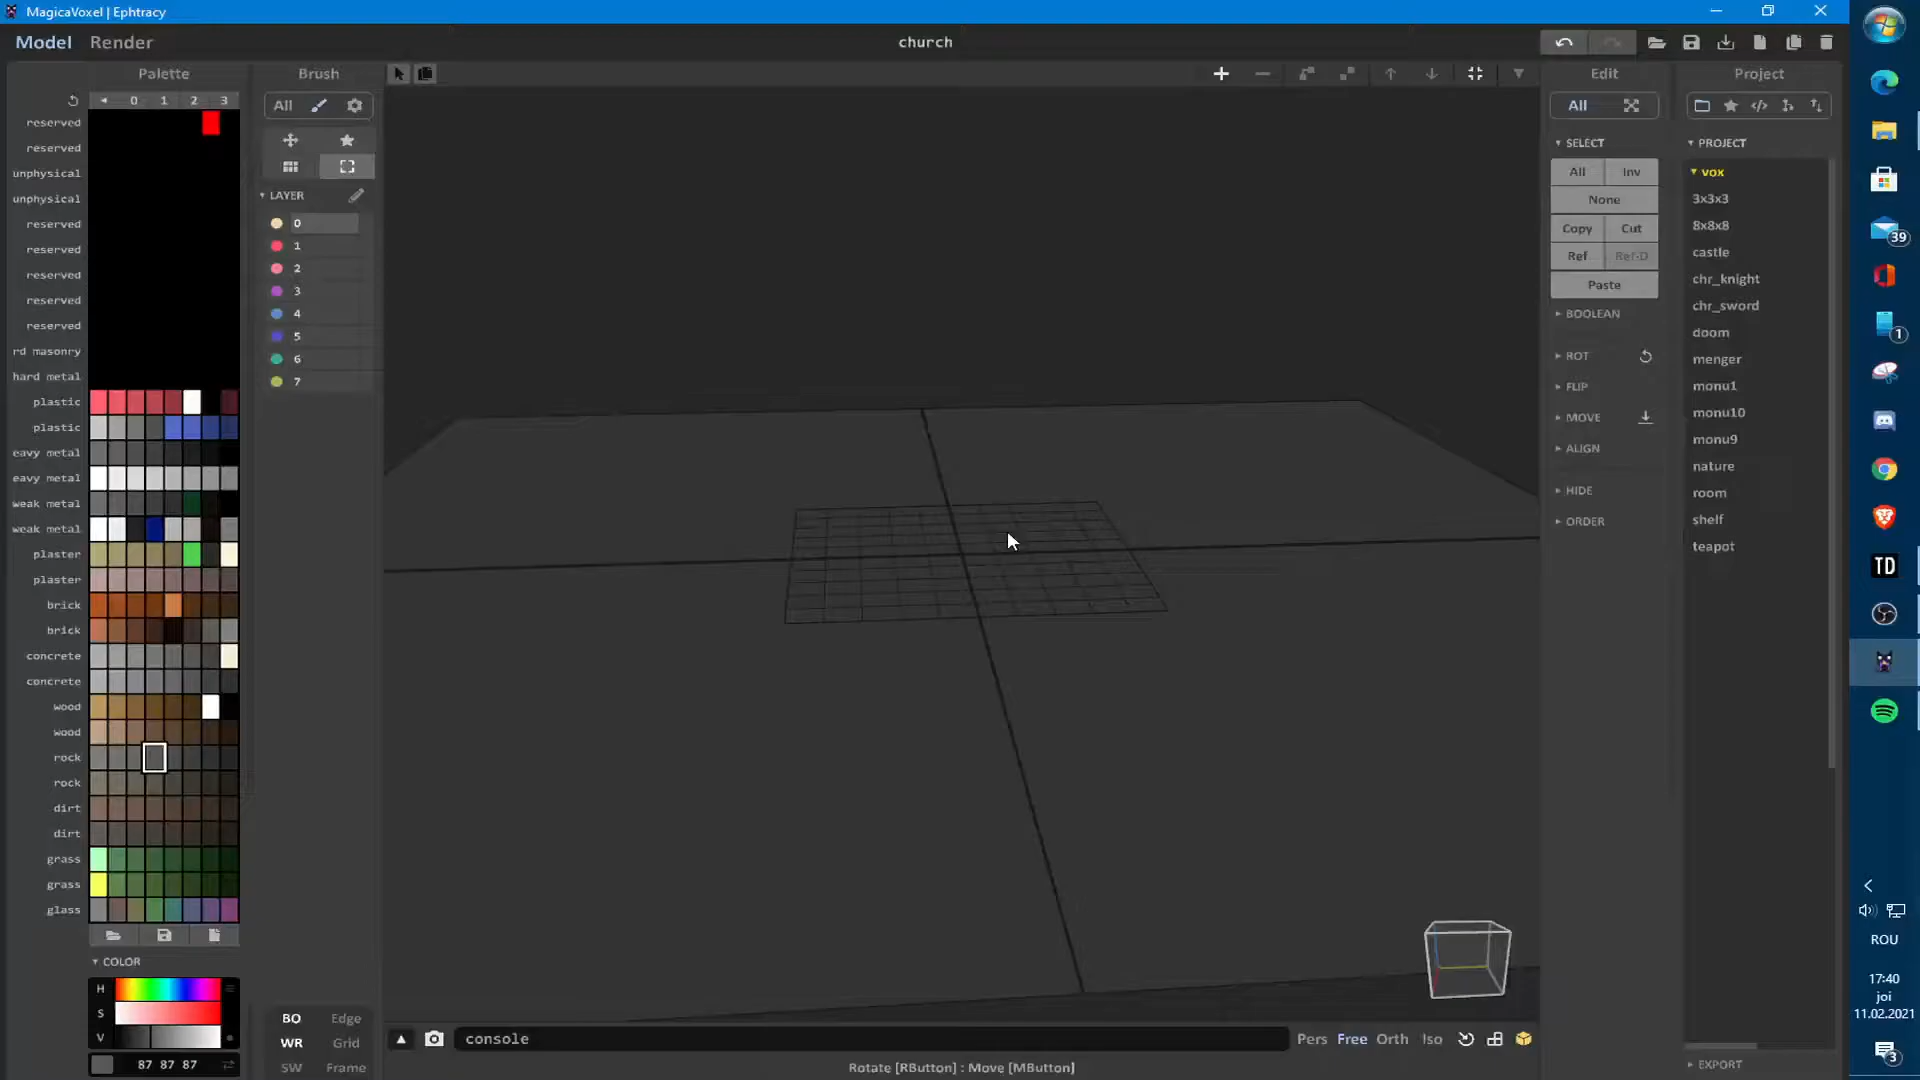 MagicaVoxel | Ephtracy
Model Render
church
Palette
Brush
Edit
Project
0 1 2 3
All
All
reserved
reserved
unphysical
unphysical
reserved
reserved
reserved
reserved
reserved
rd masonry
hard metal
plastic
plastic
eavy metal
eavy metal
weak metal
weak metal
plaster
plaster
brick
brick
concrete
concrete
wood
wood
rock
rock
dirt
dirt
grass
grass
glass
COLOR
H
S
V
87 87 87
LAYER
0
1
2
3
4
5
6
7
BO Edge
WR Grid
SW Frame
console
Pers Free Orth Iso
Rotate [RButton] : Move [MButton]
SELECT
All Inv
None
Copy Cut
Ref Ref-D
Paste
BOOLEAN
ROT
FLIP
MOVE
ALIGN
HIDE
ORDER
PROJECT
vox
3x3x3
8x8x8
castle
chr_knight
chr_sword
doom
menger
monu1
monu10
monu9
nature
room
shelf
teapot
EXPORT
39
1
TD
ROU
17:40
joi
11.02.2021
3